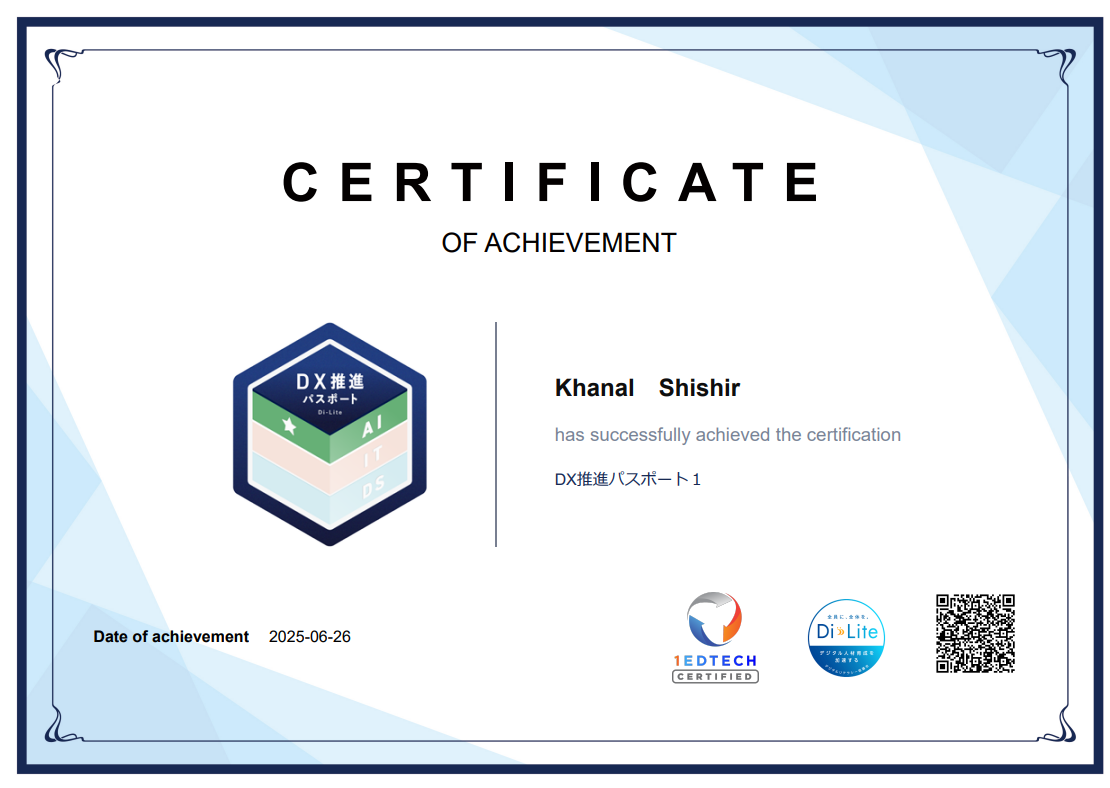 CERTIFICATE
OF ACHIEVEMENT
DX推進
パスポート
Di-Lite
AI
IT
DS
Khanal　Shishir
has successfully achieved the certification
DX推進パスポート１
Date of achievement 2025-06-26
1EDTECH
CERTIFIED
全員に、全体を。
Di Lite
デジタル人材育成を
加速する